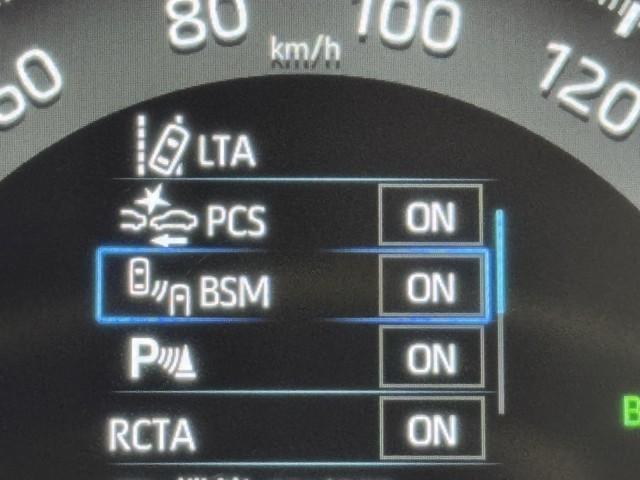 80
100
km/h
120
LTA
PCS ON
BSM ON
P ON
RCTA ON